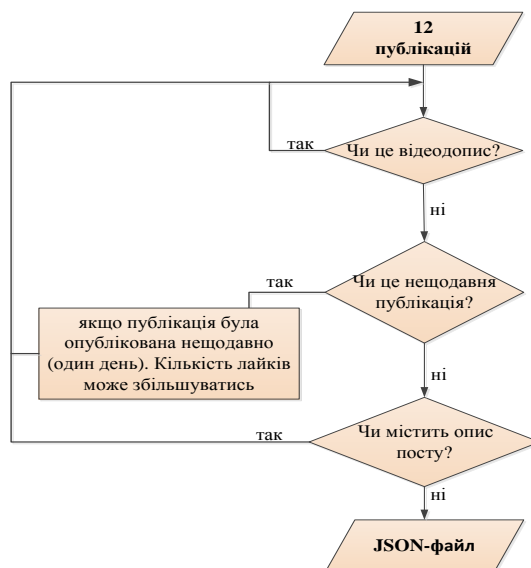 12
публікацій
так
Чи це відеодопис?
ні
так
Чи це нещодавня
публікація?
якщо публікація була
опублікована нещодавно
(один день). Кількість лайків
може збільшуватись
ні
так
Чи містить опис
посту?
ні
JSON-файл